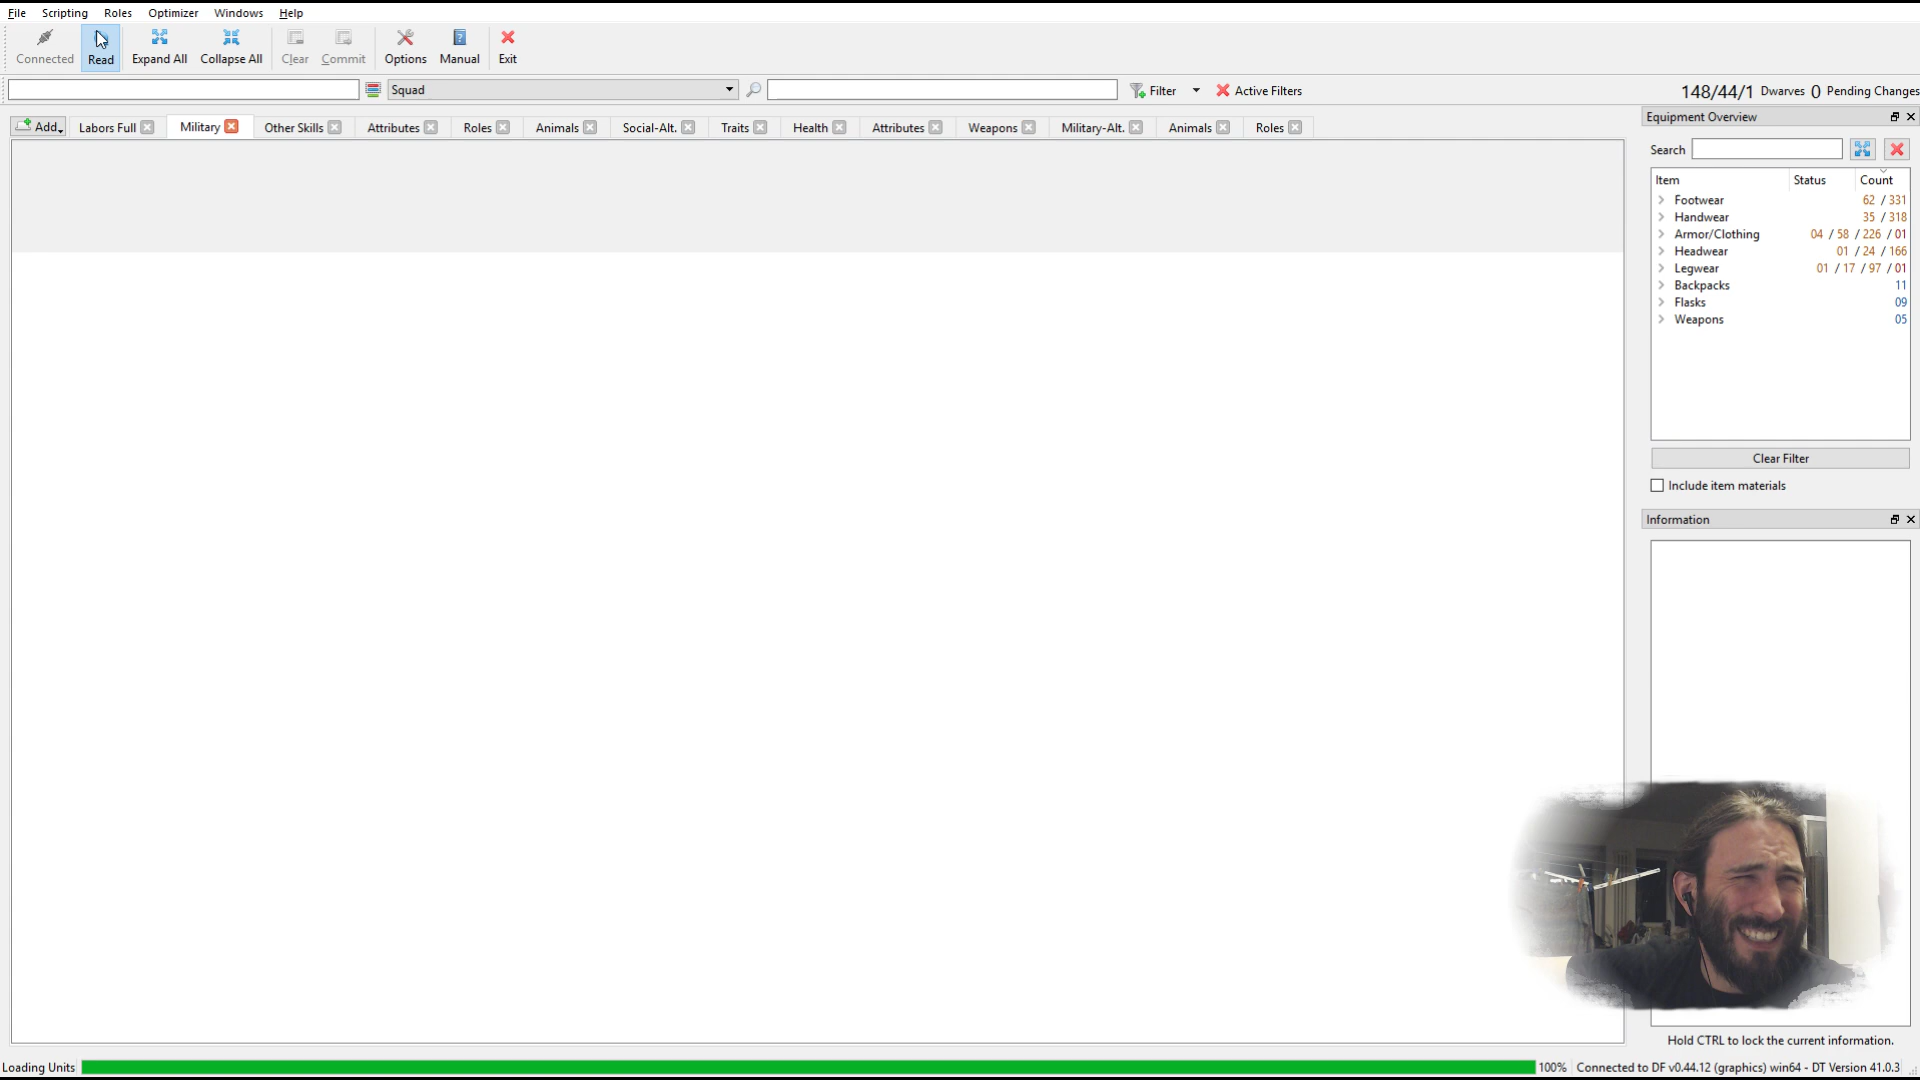 File Scripting Roles Optimizer Windows Help
Connected Read Expand All Collapse All Clear Commit Options Manual Exit
Squad Filter Active Filters 148/44/1 Dwarves 0 Pending Changes
Add Labors Full Military Other Skills Attributes Roles Animals Social-Alt. Traits Health Attributes Weapons Military-Alt. Animals Roles
Equipment Overview
Search
Item Status Count
Footwear 62 / 331
Handwear 35 / 318
Armor/Clothing 04 / 58 / 226 / 01
Headwear 01 / 24 / 166
Legwear 01 / 17 / 97 / 01
Backpacks 11
Flasks 09
Weapons 05
Clear Filter
Include item materials
Information
Hold CTRL to lock the current information.
Loading Units 100% Connected to DF v0.44.12 (graphics) win64 - DT Version 41.0.3